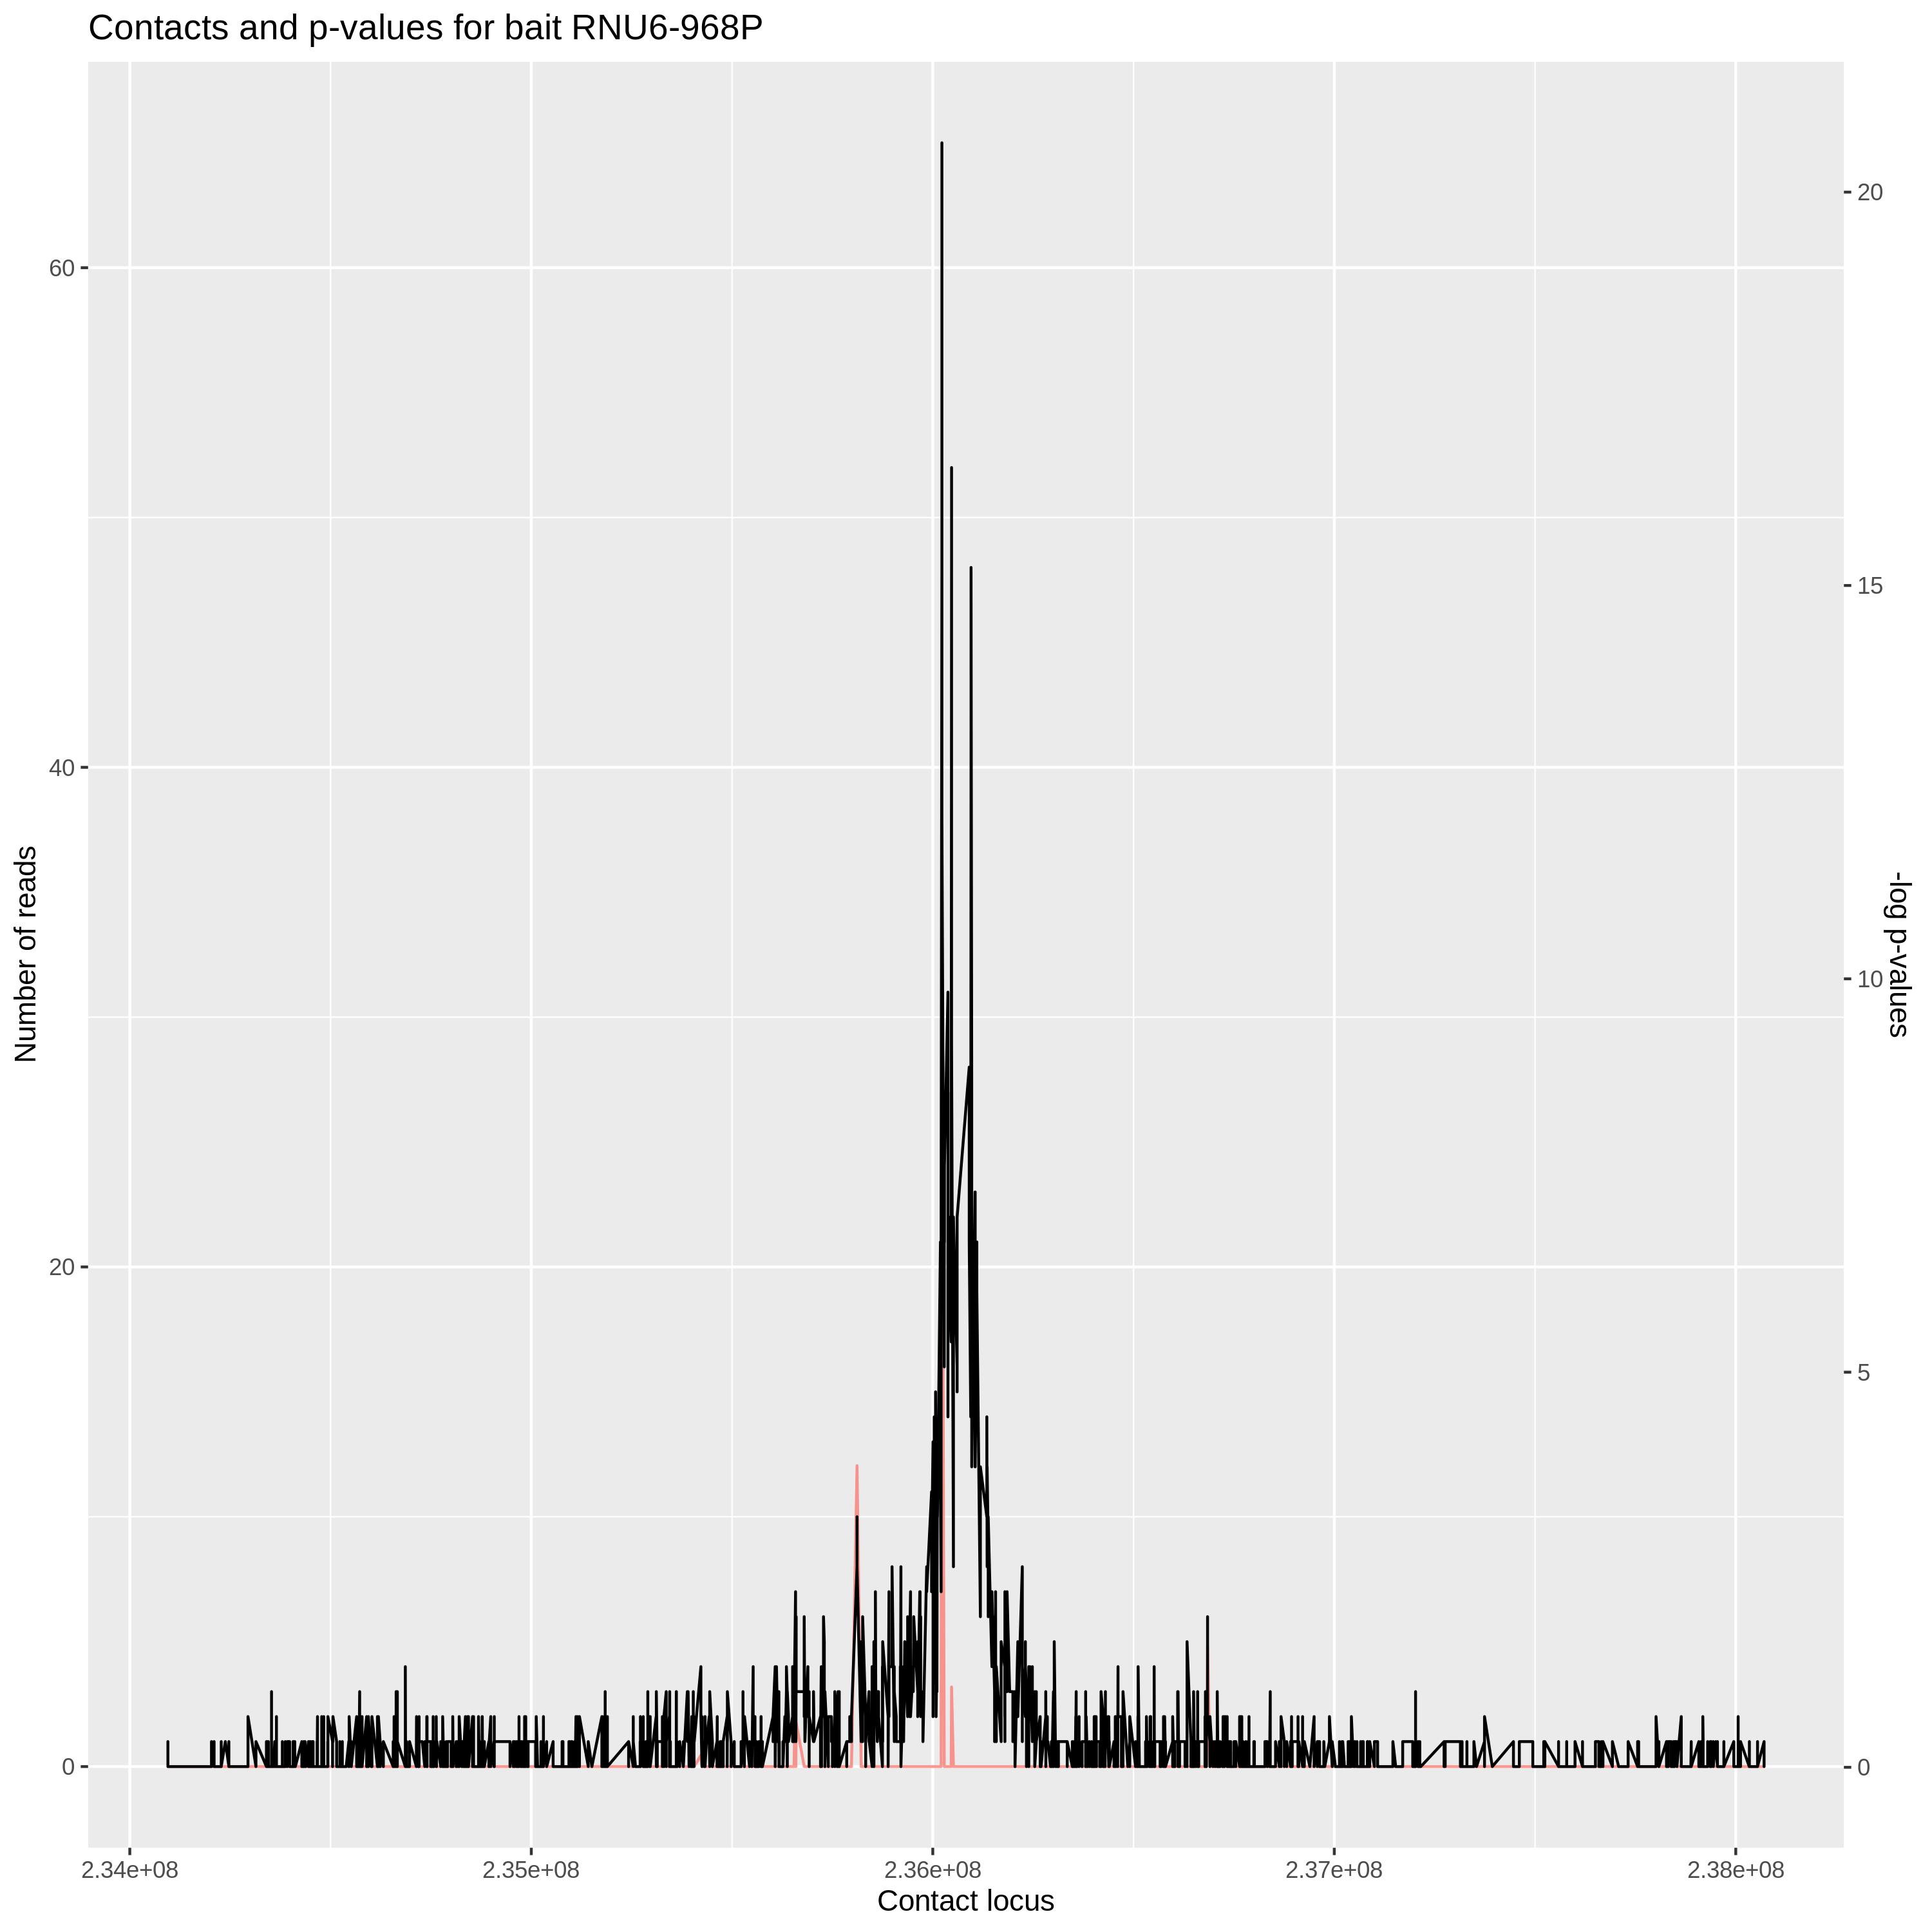 Contacts and p-values for bait RNU6-968P
60
40
20
0
Number of reads
20
15
10
5
0
-log p-values
2.34e+08 2.35e+08 2.36e+08 2.37e+08 2.38e+08
Contact locus